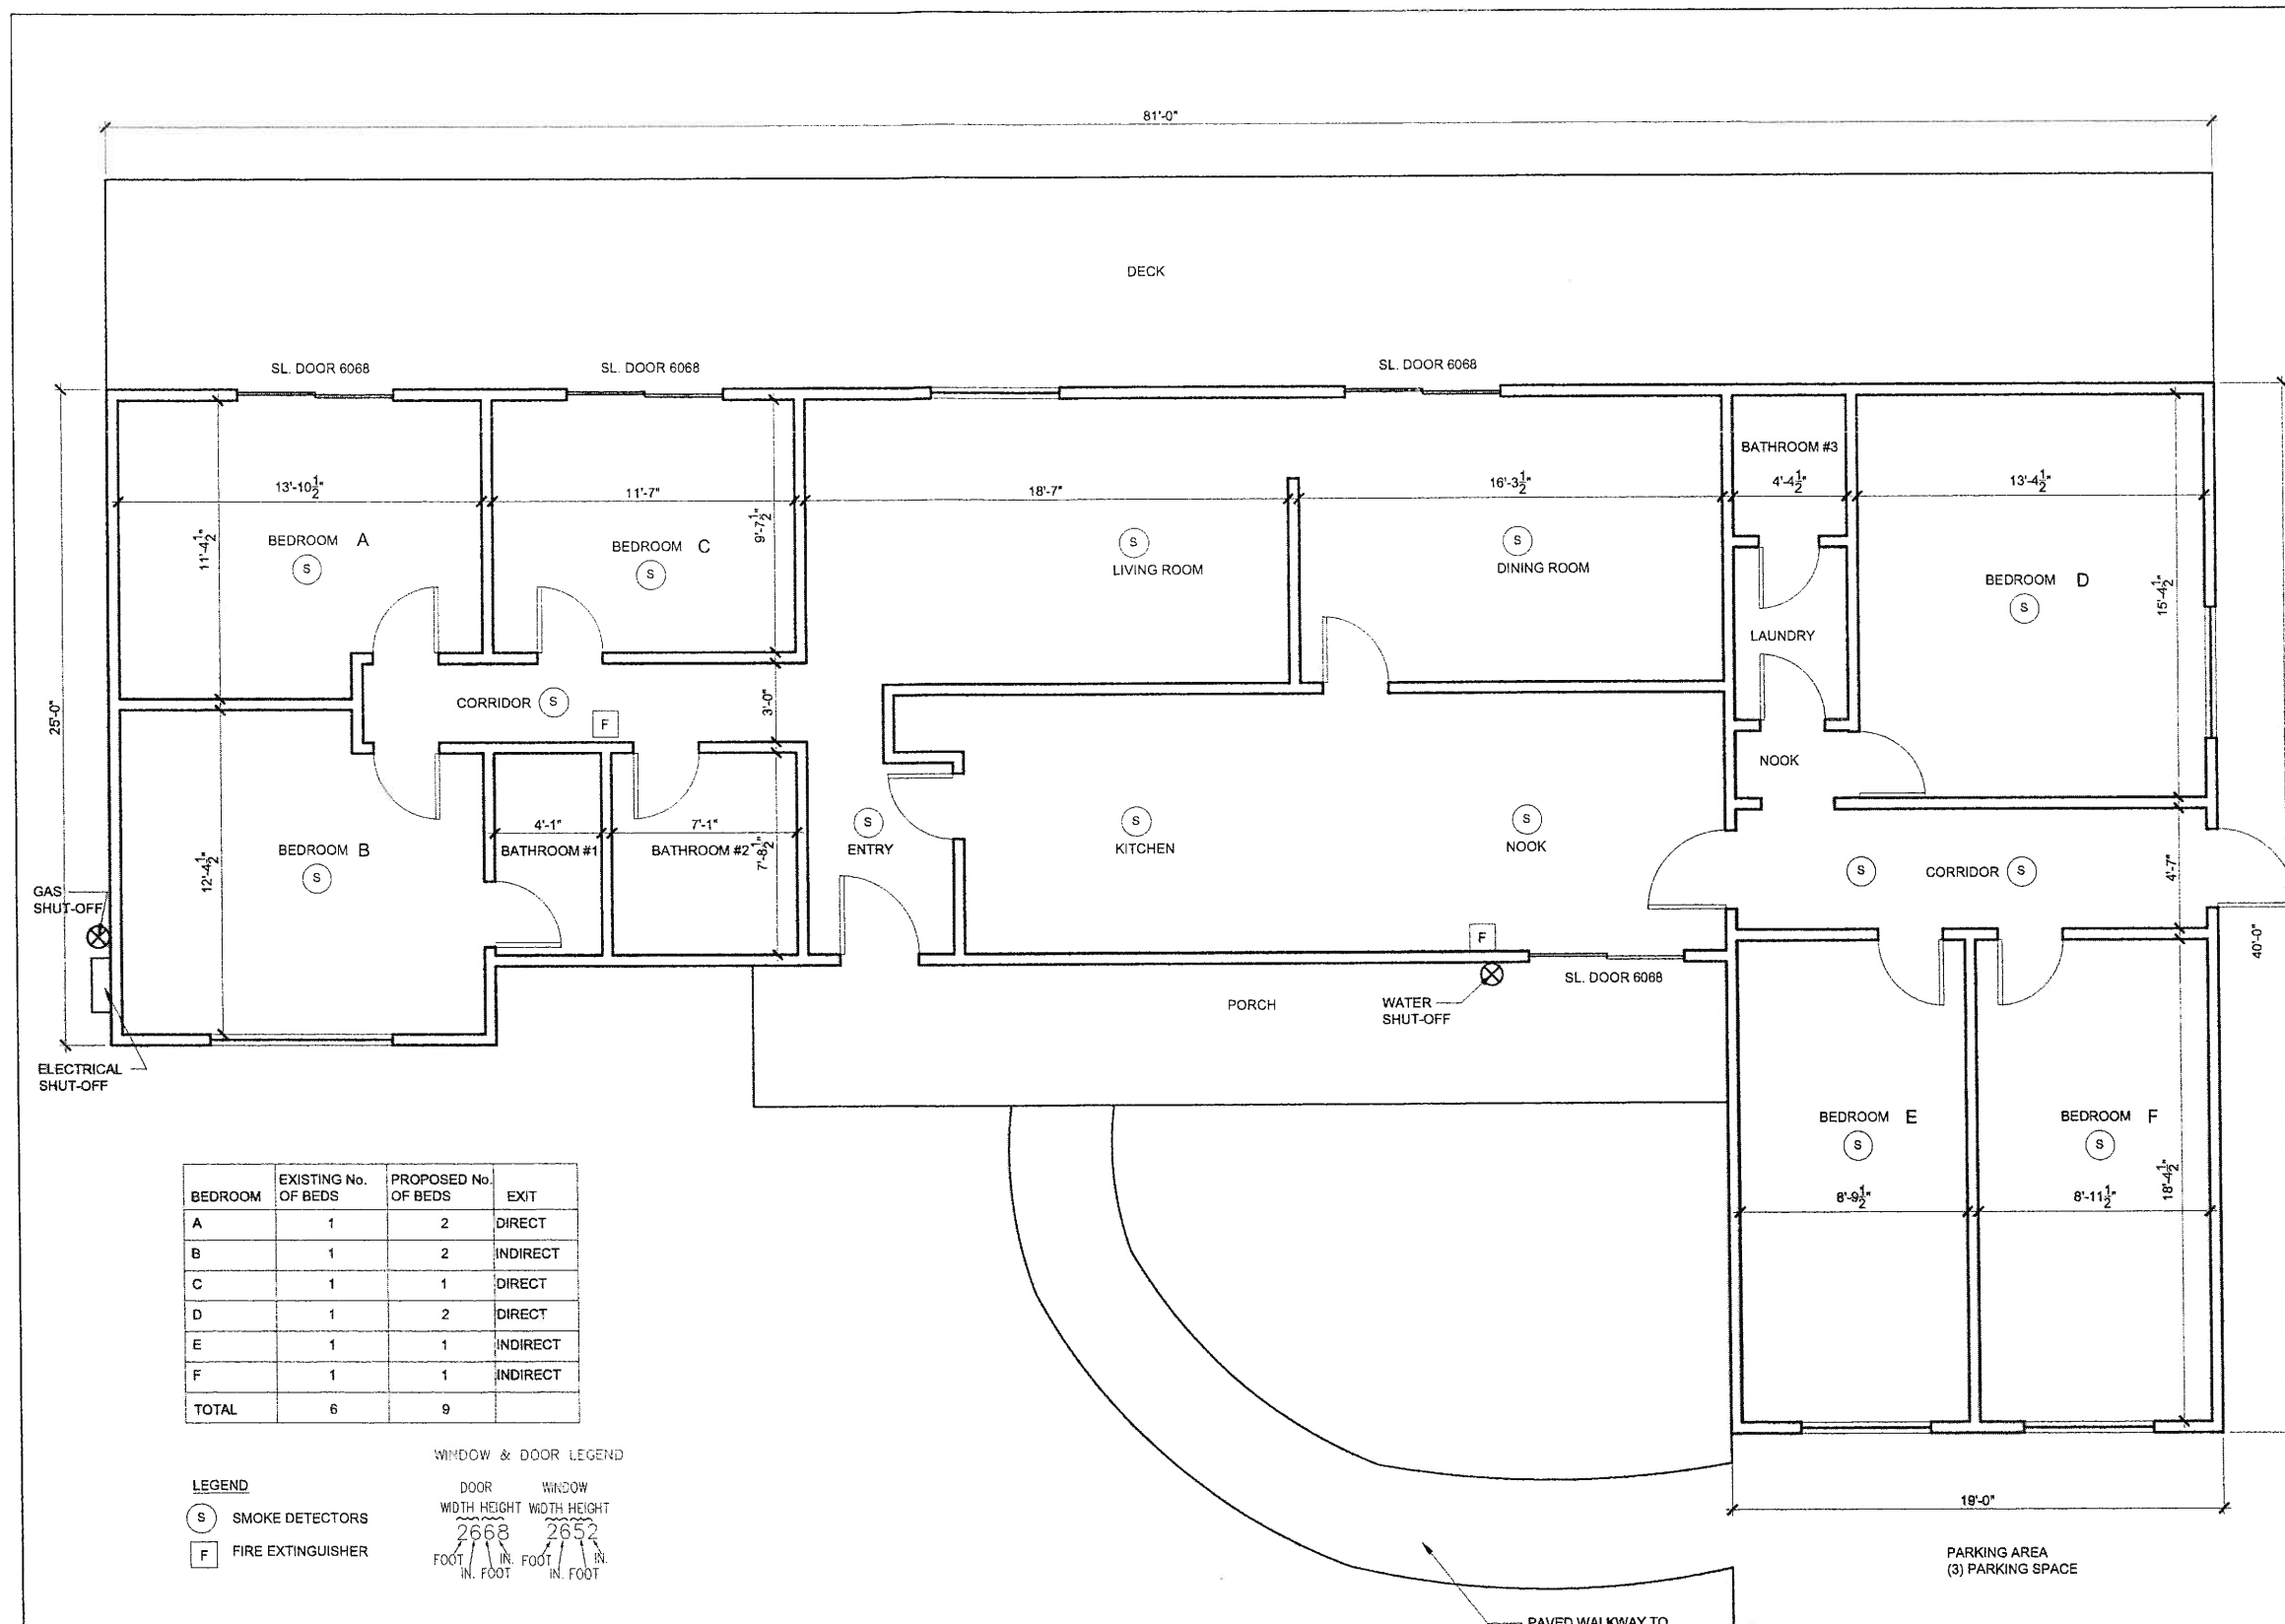 81'-0"
DECK
SL. DOOR 6068
SL. DOOR 6068
SL. DOOR 6068
BATHROOM #3
13'-10½"
11'-7"
18'-7"
16'-3½"
4'-4½"
13'-4½"
11'-4½"
9'-7½"
15'-4½"
BEDROOM A
S
BEDROOM C
S
S
LIVING ROOM
S
DINING ROOM
BEDROOM D
S
LAUNDRY
25'-0"
CORRIDOR S
F
3'-0"
NOOK
4'-1"
7'-1"
7'-8½"
BATHROOM #1
BATHROOM #2
S
ENTRY
S
KITCHEN
S
NOOK
BEDROOM B
S
12'-4½"
S
CORRIDOR S
4'-7"
GAS
SHUT-OFF
F
40'-0"
SL. DOOR 6068
PORCH
WATER
SHUT-OFF
ELECTRICAL
SHUT-OFF
BEDROOM E
S
BEDROOM F
S
8'-9½"
8'-11½"
18'-4½"
BEDROOM EXISTING No. OF BEDS PROPOSED No. OF BEDS EXIT
A 1 2 DIRECT
B 1 2 INDIRECT
C 1 1 DIRECT
D 1 2 DIRECT
E 1 1 INDIRECT
F 1 1 INDIRECT
TOTAL 6 9
19'-0"
WINDOW & DOOR LEGEND
LEGEND
S SMOKE DETECTORS
F FIRE EXTINGUISHER
DOOR WINDOW
WIDTH HEIGHT WIDTH HEIGHT
2668 2652
FOOT IN. FOOT IN.
IN. FOOT IN. FOOT
PARKING AREA
(3) PARKING SPACE
PAVED WALKWAY TO